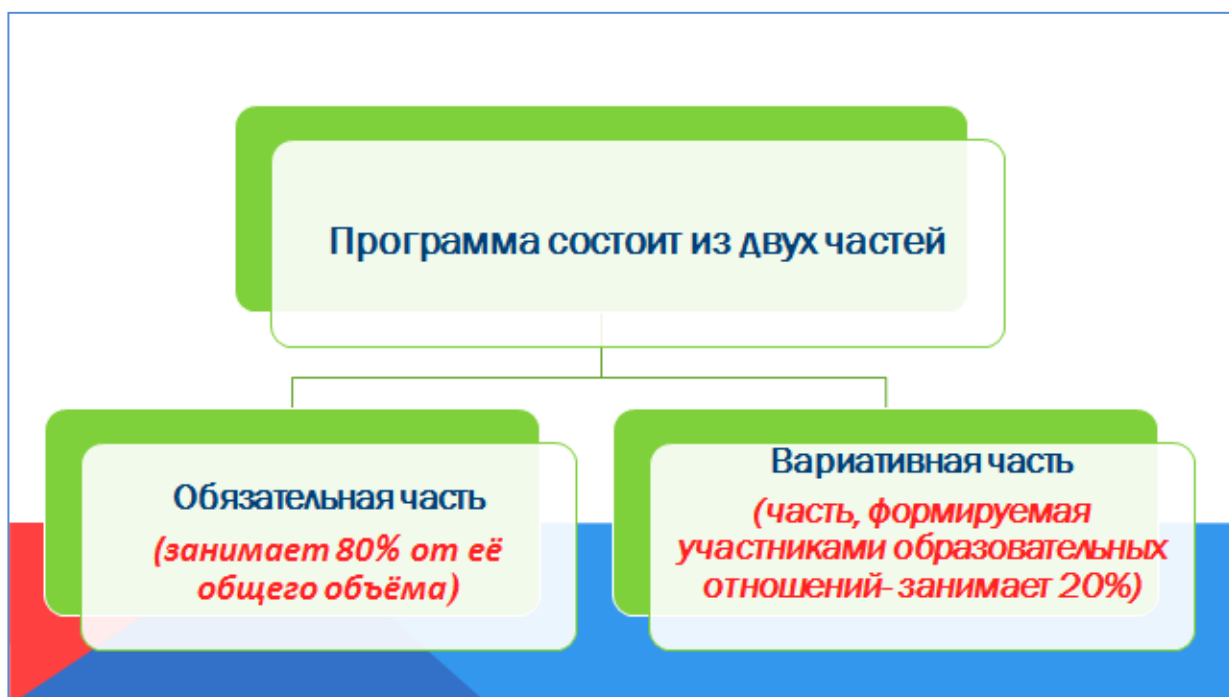 Программа состоит из двух частей
Обязательная часть
(занимает 80% от её
общего объёма)
Вариативная часть
(часть, формируемая
участниками образовательных
отношений- занимает 20%)